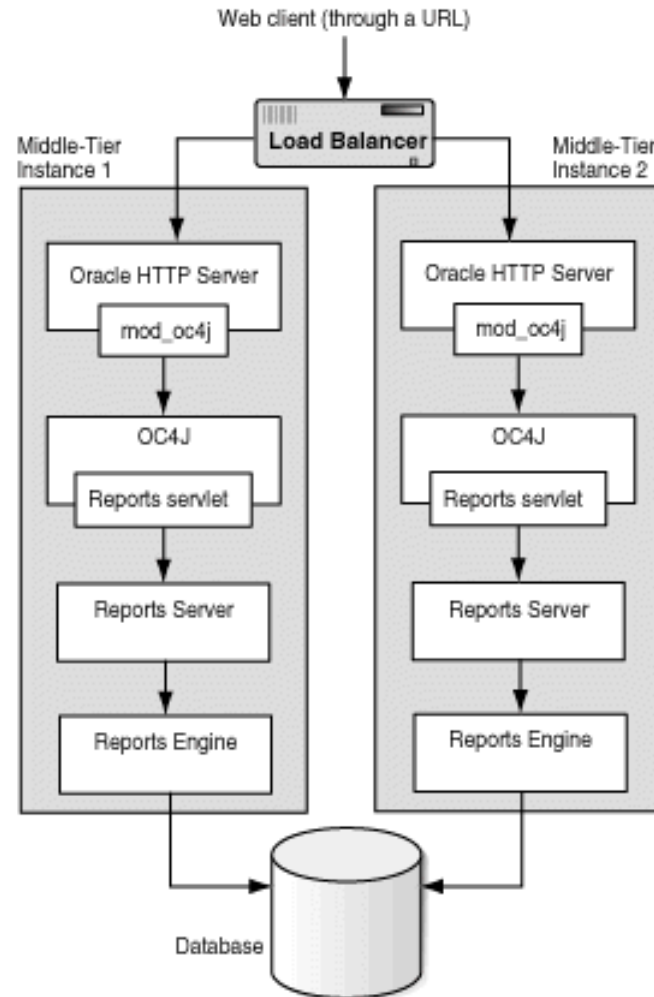 Web client (through a URL)
Load Balancer
Middle-Tier
Instance 1
Oracle HTTP Server
mod_oc4j
OC4J
Reports servlet
Reports Server
Reports Engine
Middle-Tier
Instance 2
Oracle HTTP Server
mod_oc4j
OC4J
Reports servlet
Reports Server
Reports Engine
Database